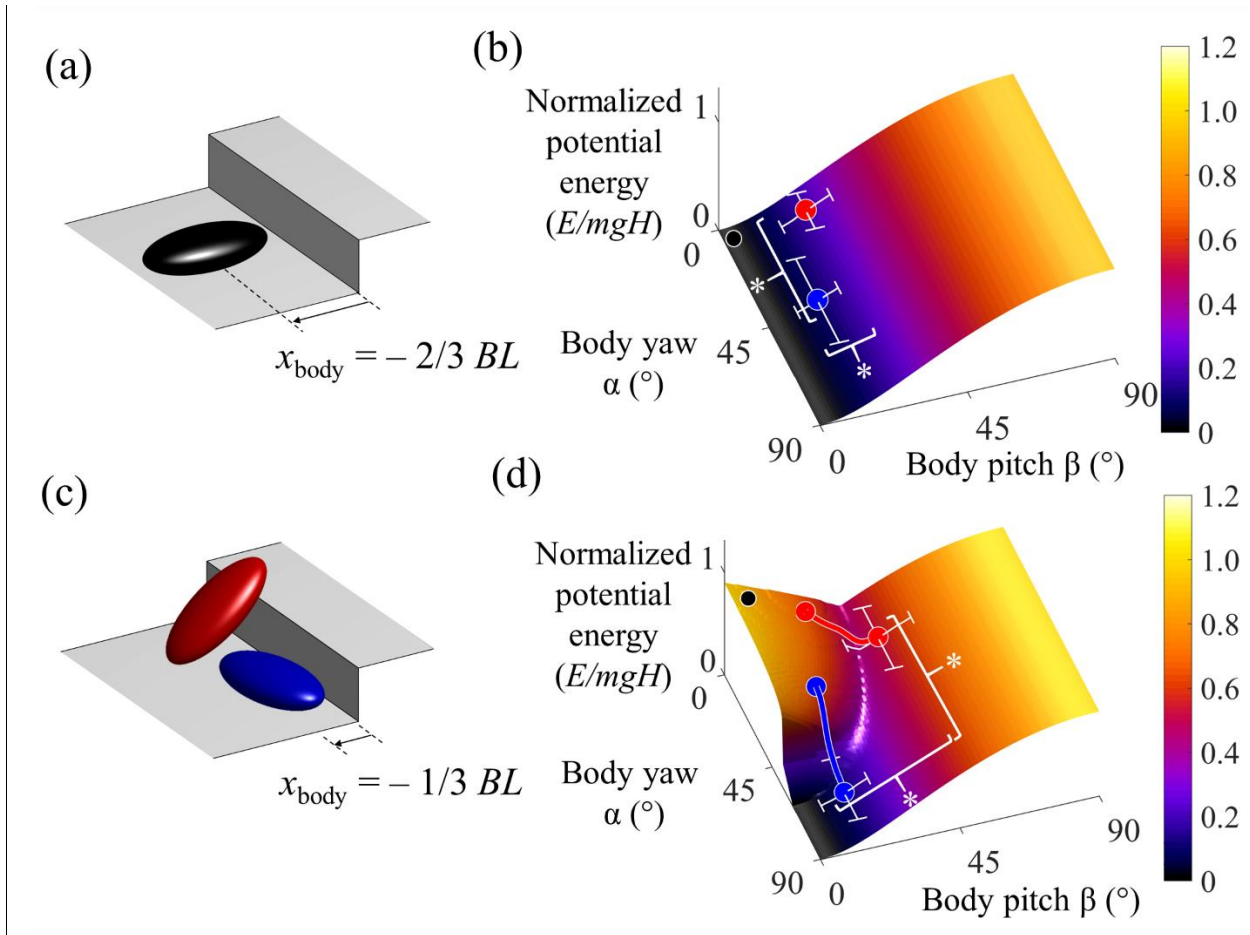 (a)
x_body = – 2/3 BL
(b)
Normalized
potential
energy
(E/mgH)
1
0
0
45
90
Body yaw
α (°)
0
45
90
Body pitch β (°)
*
*
1.2
1.0
0.8
0.6
0.4
0.2
0
(c)
x_body = – 1/3 BL
(d)
Normalized
potential
energy
(E/mgH)
1
0
0
45
90
Body yaw
α (°)
0
45
90
Body pitch β (°)
*
*
1.2
1.0
0.8
0.6
0.4
0.2
0